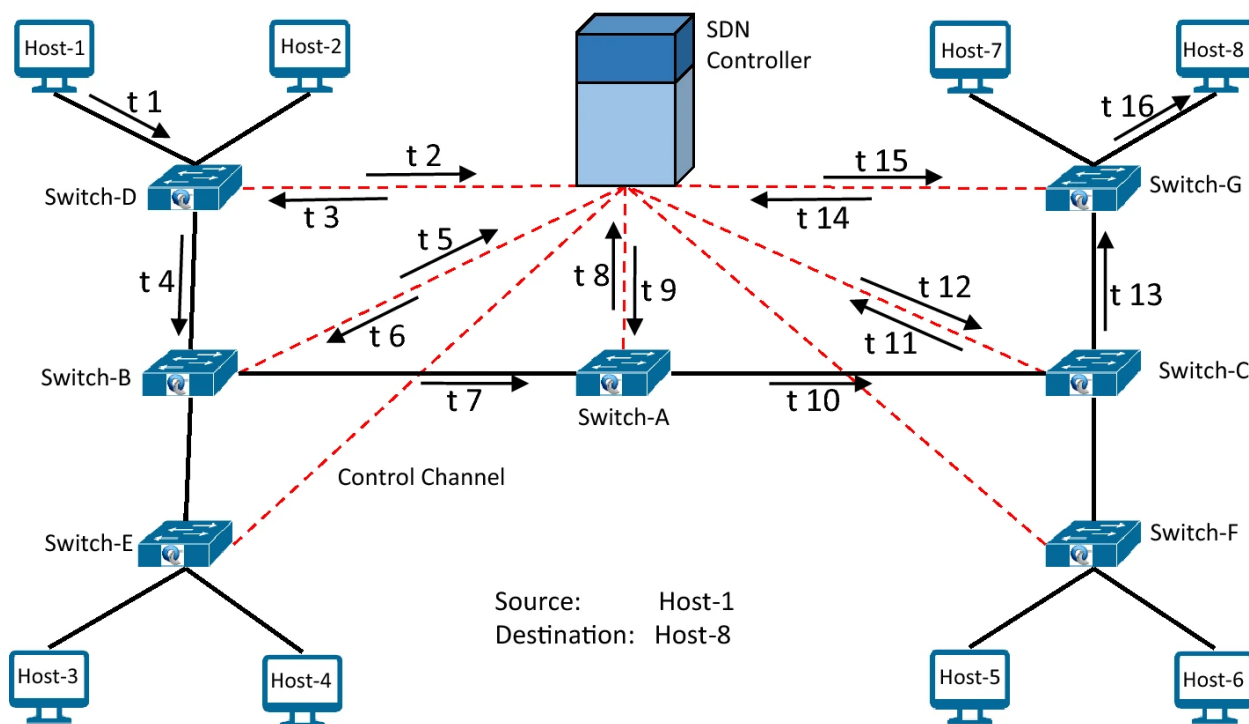 Host-1
Host-2
SDN
Controller
Host-7
Host-8
t 1
t 16
t 2
t 15
Switch-D
Switch-G
t 3
t 14
t 4
t 5
t 8
t 9
t 12
t 13
t 6
t 11
Switch-B
Switch-C
t 7
t 10
Switch-A
Control Channel
Switch-E
Switch-F
Source: Host-1
Destination: Host-8
Host-3
Host-4
Host-5
Host-6